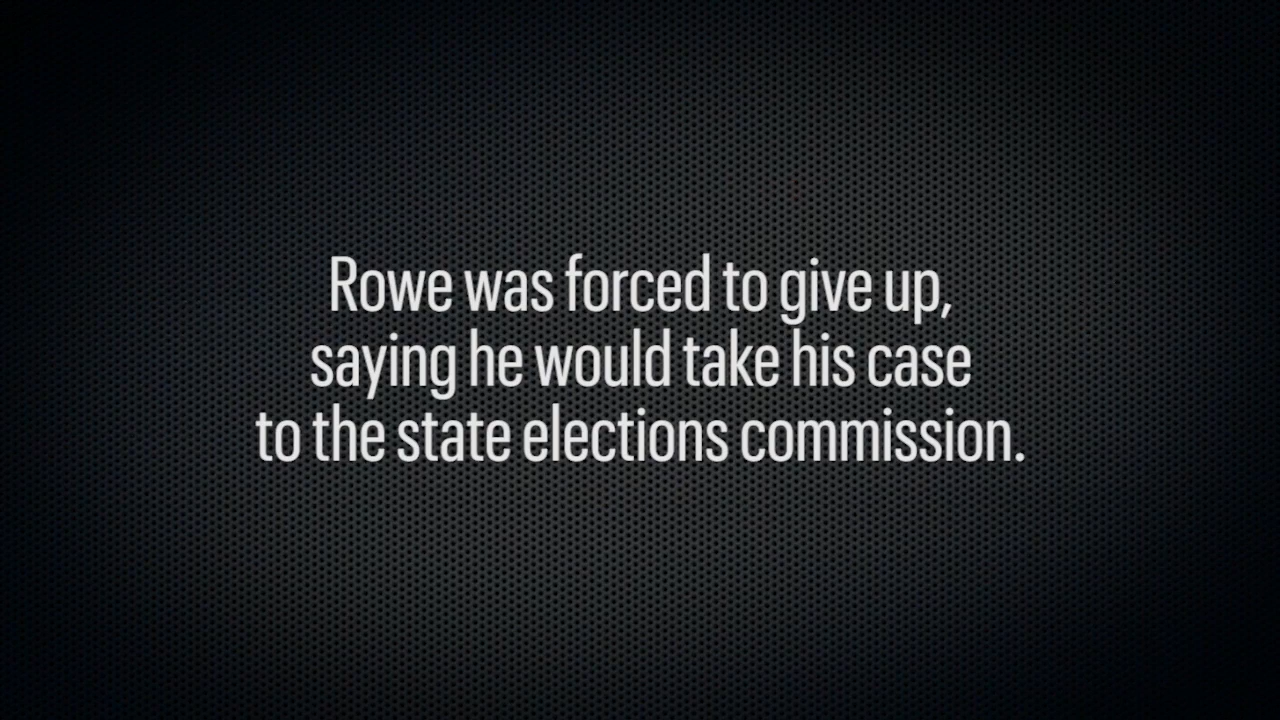 Rowe was forced to give up,
saying he would take his case
to the state elections commission.